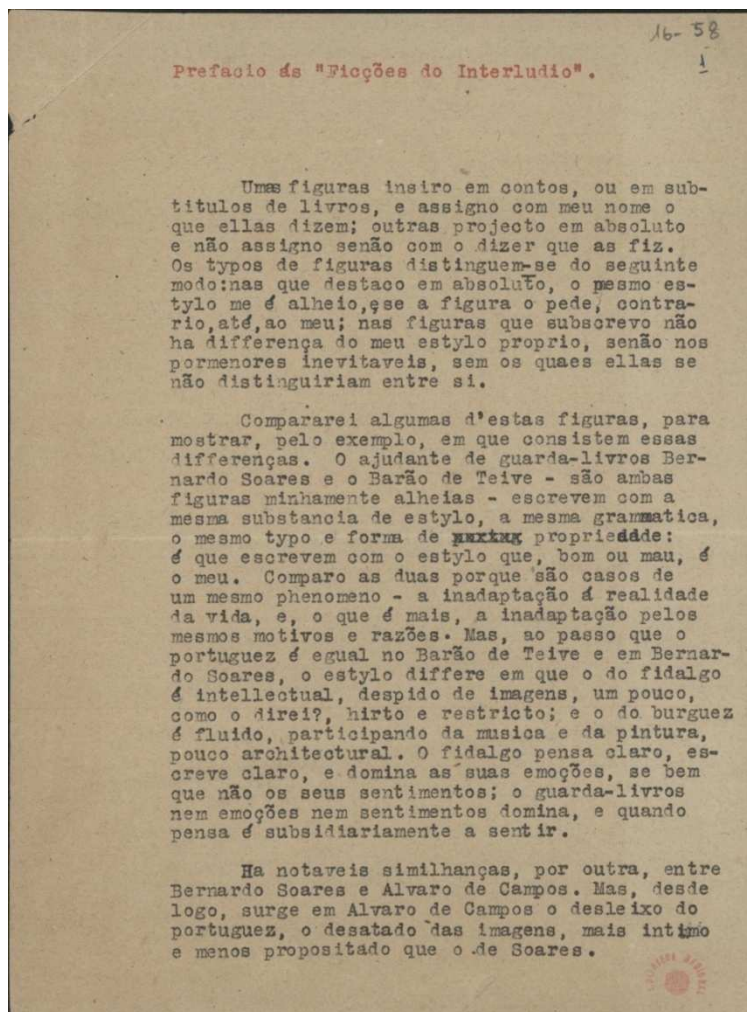 16-58
1
Prefacio ás "Ficções do Interludio".
Umas figuras insiro em contos, ou em sub-
titulos de livros, e assigno com meu nome o
que ellas dizem; outras projecto em absoluto
e não assigno senão com o dizer que as fiz.
Os typos de figuras distinguem-se do seguinte
modo:nas que destaco em absoluto, o mesmo es-
tylo me é alheio,ese a figura o pede, contra-
rio,até,ao meu; nas figuras que subscrevo não
ha differença do meu estylo proprio, senão nos
pormenores inevitaveis, sem os quaes ellas se
não distinguiriam entre si.
Compararei algumas d'estas figuras, para
mostrar, pelo exemplo, em que consistem essas
differenças. O ajudante de guarda-livros Ber-
nardo Soares e o Barão de Teive - são ambas
figuras minhamente alheias - escrevem com a
mesma substancia de estylo, a mesma grammatica,
o mesmo typo e forma de propriedade:
é que escrevem com o estylo que, bom ou mau, é
o meu. Comparo as duas porque são casos de
um mesmo phenomeno - a inadaptação á realidade
da vida, e, o que é mais, a inadaptação pelos
mesmos motivos e razões. Mas, ao passo que o
portuguez é egual no Barão de Teive e em Bernar-
do Soares, o estylo differe em que o do fidalgo
é intellectual, despido de imagens, um pouco,
como o direi?, hirto e restricto; e o do burguez
é fluido, participando da musica e da pintura,
pouco architectural. O fidalgo pensa claro, es-
creve claro, e domina as suas emoções, se bem
que não os seus sentimentos; o guarda-livros
nem emoções nem sentimentos domina, e quando
pensa é subsidiariamente a sentir.
Ha notaveis similhanças, por outra, entre
Bernardo Soares e Alvaro de Campos. Mas, desde
logo, surge em Alvaro de Campos o desleixo do
portuguez, o desatado das imagens, mais intimo
e menos propositado que o de Soares.